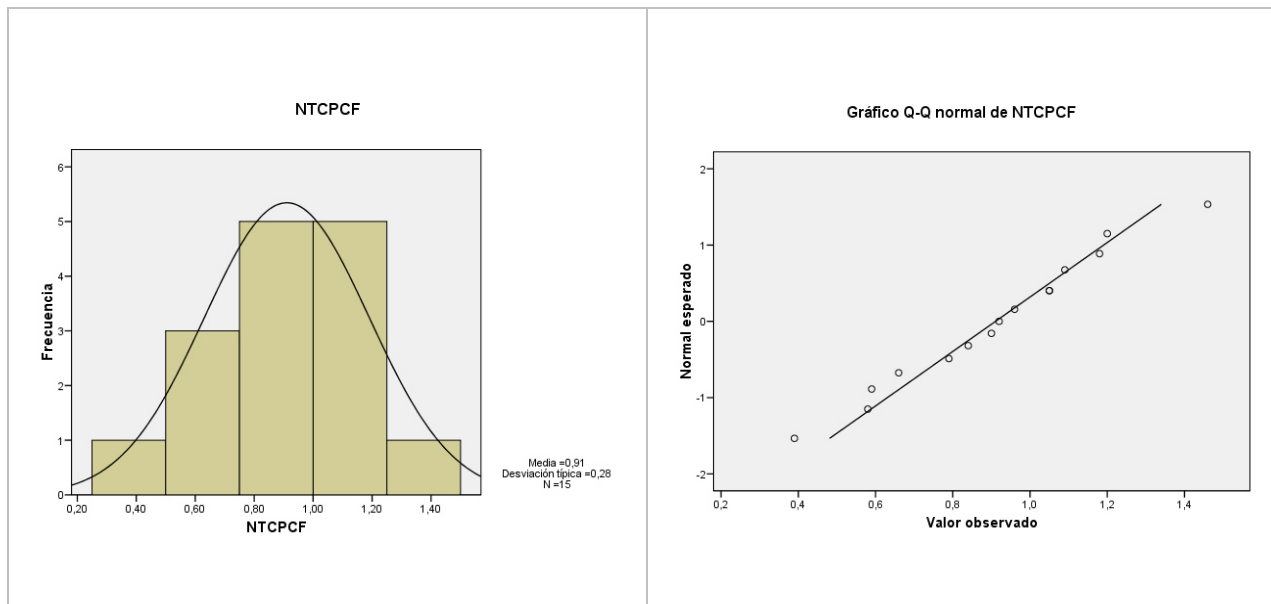 NTCPCF
6
5
4
3
2
1
0
Frecuencia
0,20 0,40 0,60 0,80 1,00 1,20 1,40
NTCPCF
Media =0,91
Desviación típica =0,28
N =15
Gráfico Q-Q normal de NTCPCF
2
1
0
-1
-2
Normal esperado
0,2 0,4 0,6 0,8 1,0 1,2 1,4
Valor observado